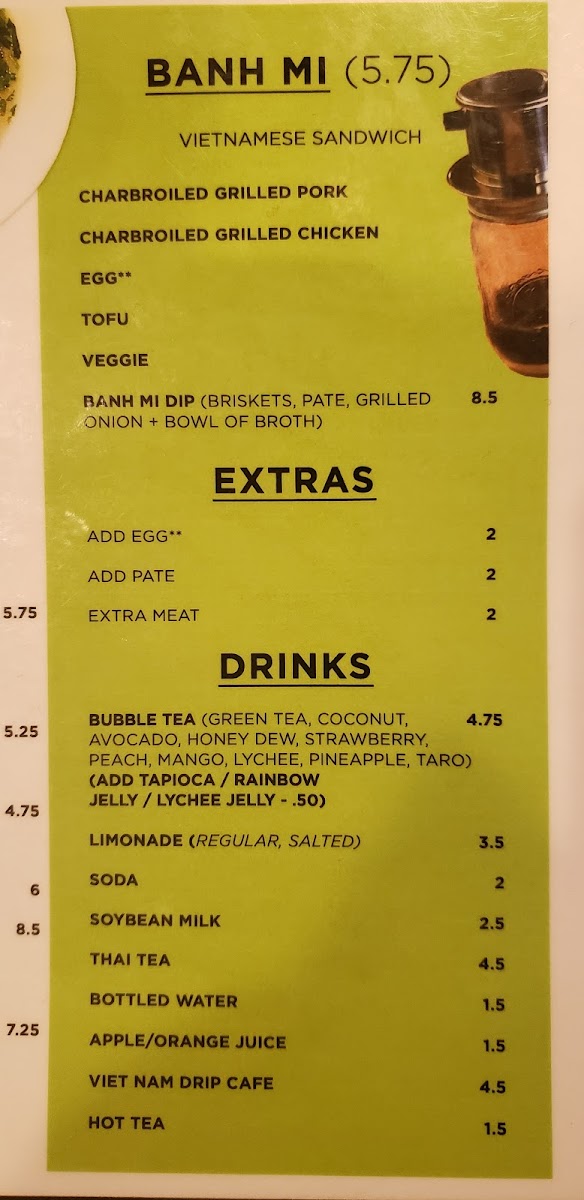 BANH MI (5.75)
VIETNAMESE SANDWICH
CHARBROILED GRILLED PORK
CHARBROILED GRILLED CHICKEN
EGG**
TOFU
VEGGIE
BANH MI DIP (BRISKETS, PATE, GRILLED 8.5
ONION + BOWL OF BROTH)
EXTRAS
ADD EGG** 2
ADD PATE 2
EXTRA MEAT 2
DRINKS
BUBBLE TEA (GREEN TEA, COCONUT, 4.75
AVOCADO, HONEY DEW, STRAWBERRY,
PEACH, MANGO, LYCHEE, PINEAPPLE, TARO)
(ADD TAPIOCA / RAINBOW
JELLY / LYCHEE JELLY - .50)
LIMONADE (REGULAR, SALTED) 3.5
SODA 2
SOYBEAN MILK 2.5
THAI TEA 4.5
BOTTLED WATER 1.5
APPLE/ORANGE JUICE 1.5
VIET NAM DRIP CAFE 4.5
HOT TEA 1.5
5.75
5.25
4.75
6
8.5
7.25